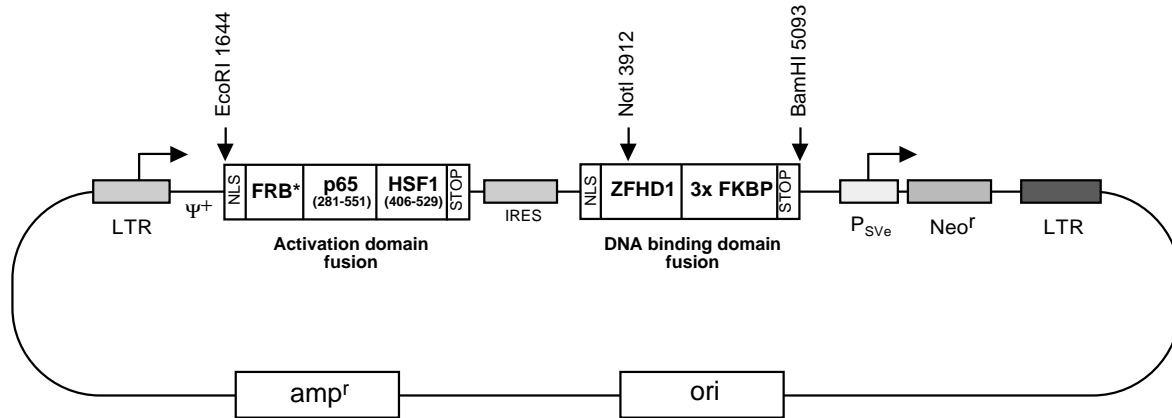 EcoRI 1644
NotI 3912
BamHI 5093
NLS
FRB*
p65
(281-551)
HSF1
(406-529)
STOP
NLS
ZFHD1
3x FKBP
STOP
LTR
Ψ+
IRES
PSVe
Neor
LTR
Activation domain
fusion
DNA binding domain
fusion
ampr
ori